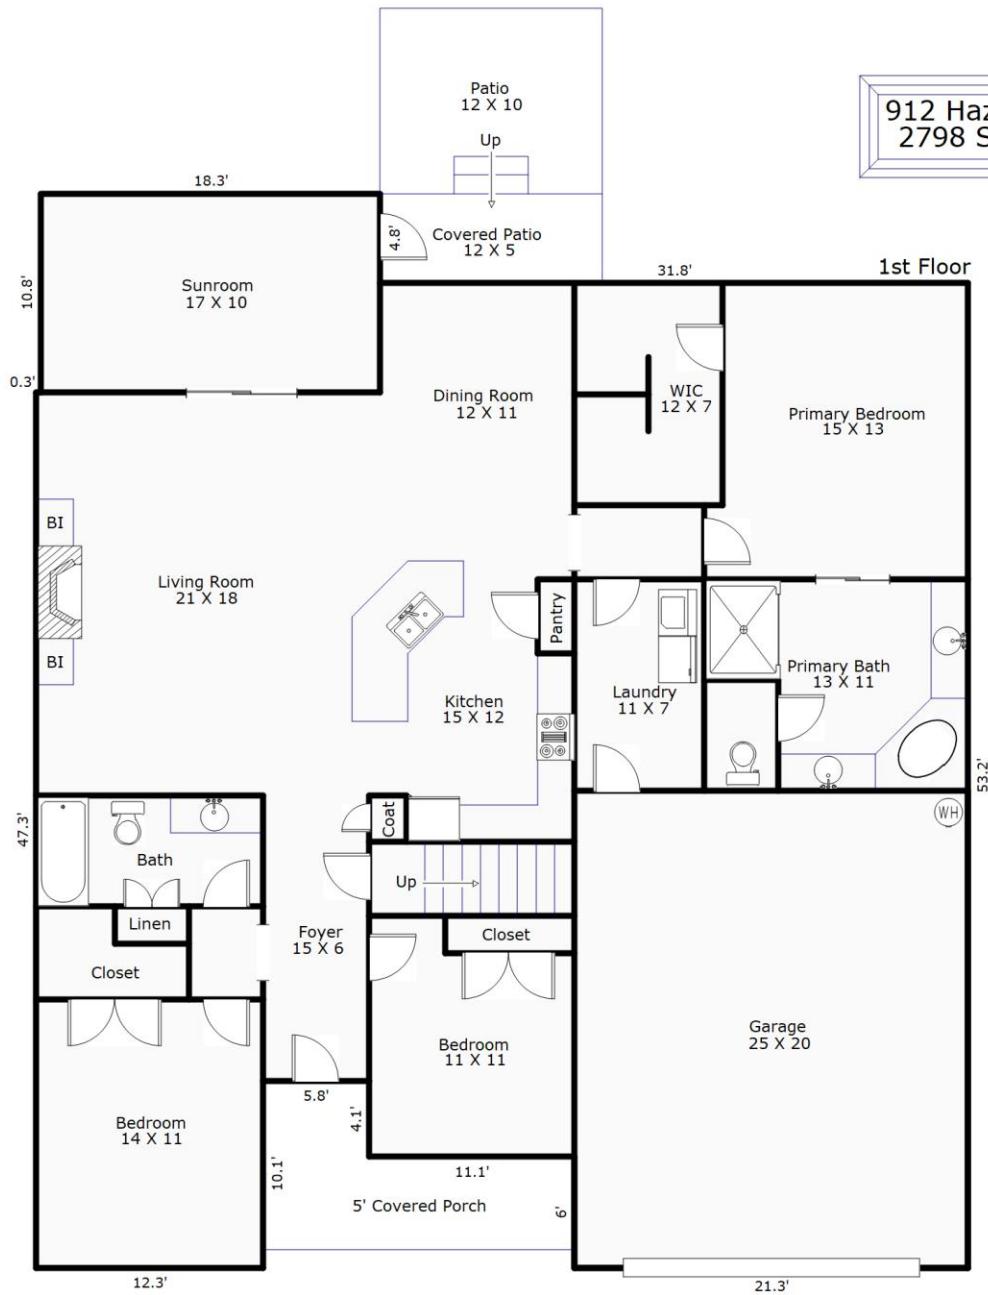 Patio
12 X 10
Up
912 Haz
2798 S
18.3'
Covered Patio
12 X 5
4.8'
1st Floor
31.8'
10.8'
Sunroom
17 X 10
0.3'
Dining Room
12 X 11
WIC
12 X 7
Primary Bedroom
15 X 13
BI
Living Room
21 X 18
Pantry
BI
Primary Bath
13 X 11
Kitchen
15 X 12
Laundry
11 X 7
53.2'
47.3'
Coat
WH
Bath
Up
Linen
Foyer
15 X 6
Closet
Closet
Garage
25 X 20
Bedroom
11 X 11
5.8'
4.1'
Bedroom
14 X 11
10.1'
11.1'
5' Covered Porch
6'
12.3'
21.3'